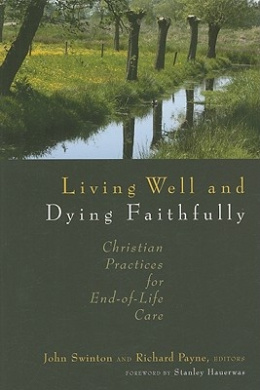 Living Well and
Dying Faithfully
Christian
Practices
for
End-of-Life
Care
John Swinton and Richard Payne, editors
Foreword by Stanley Hauerwas